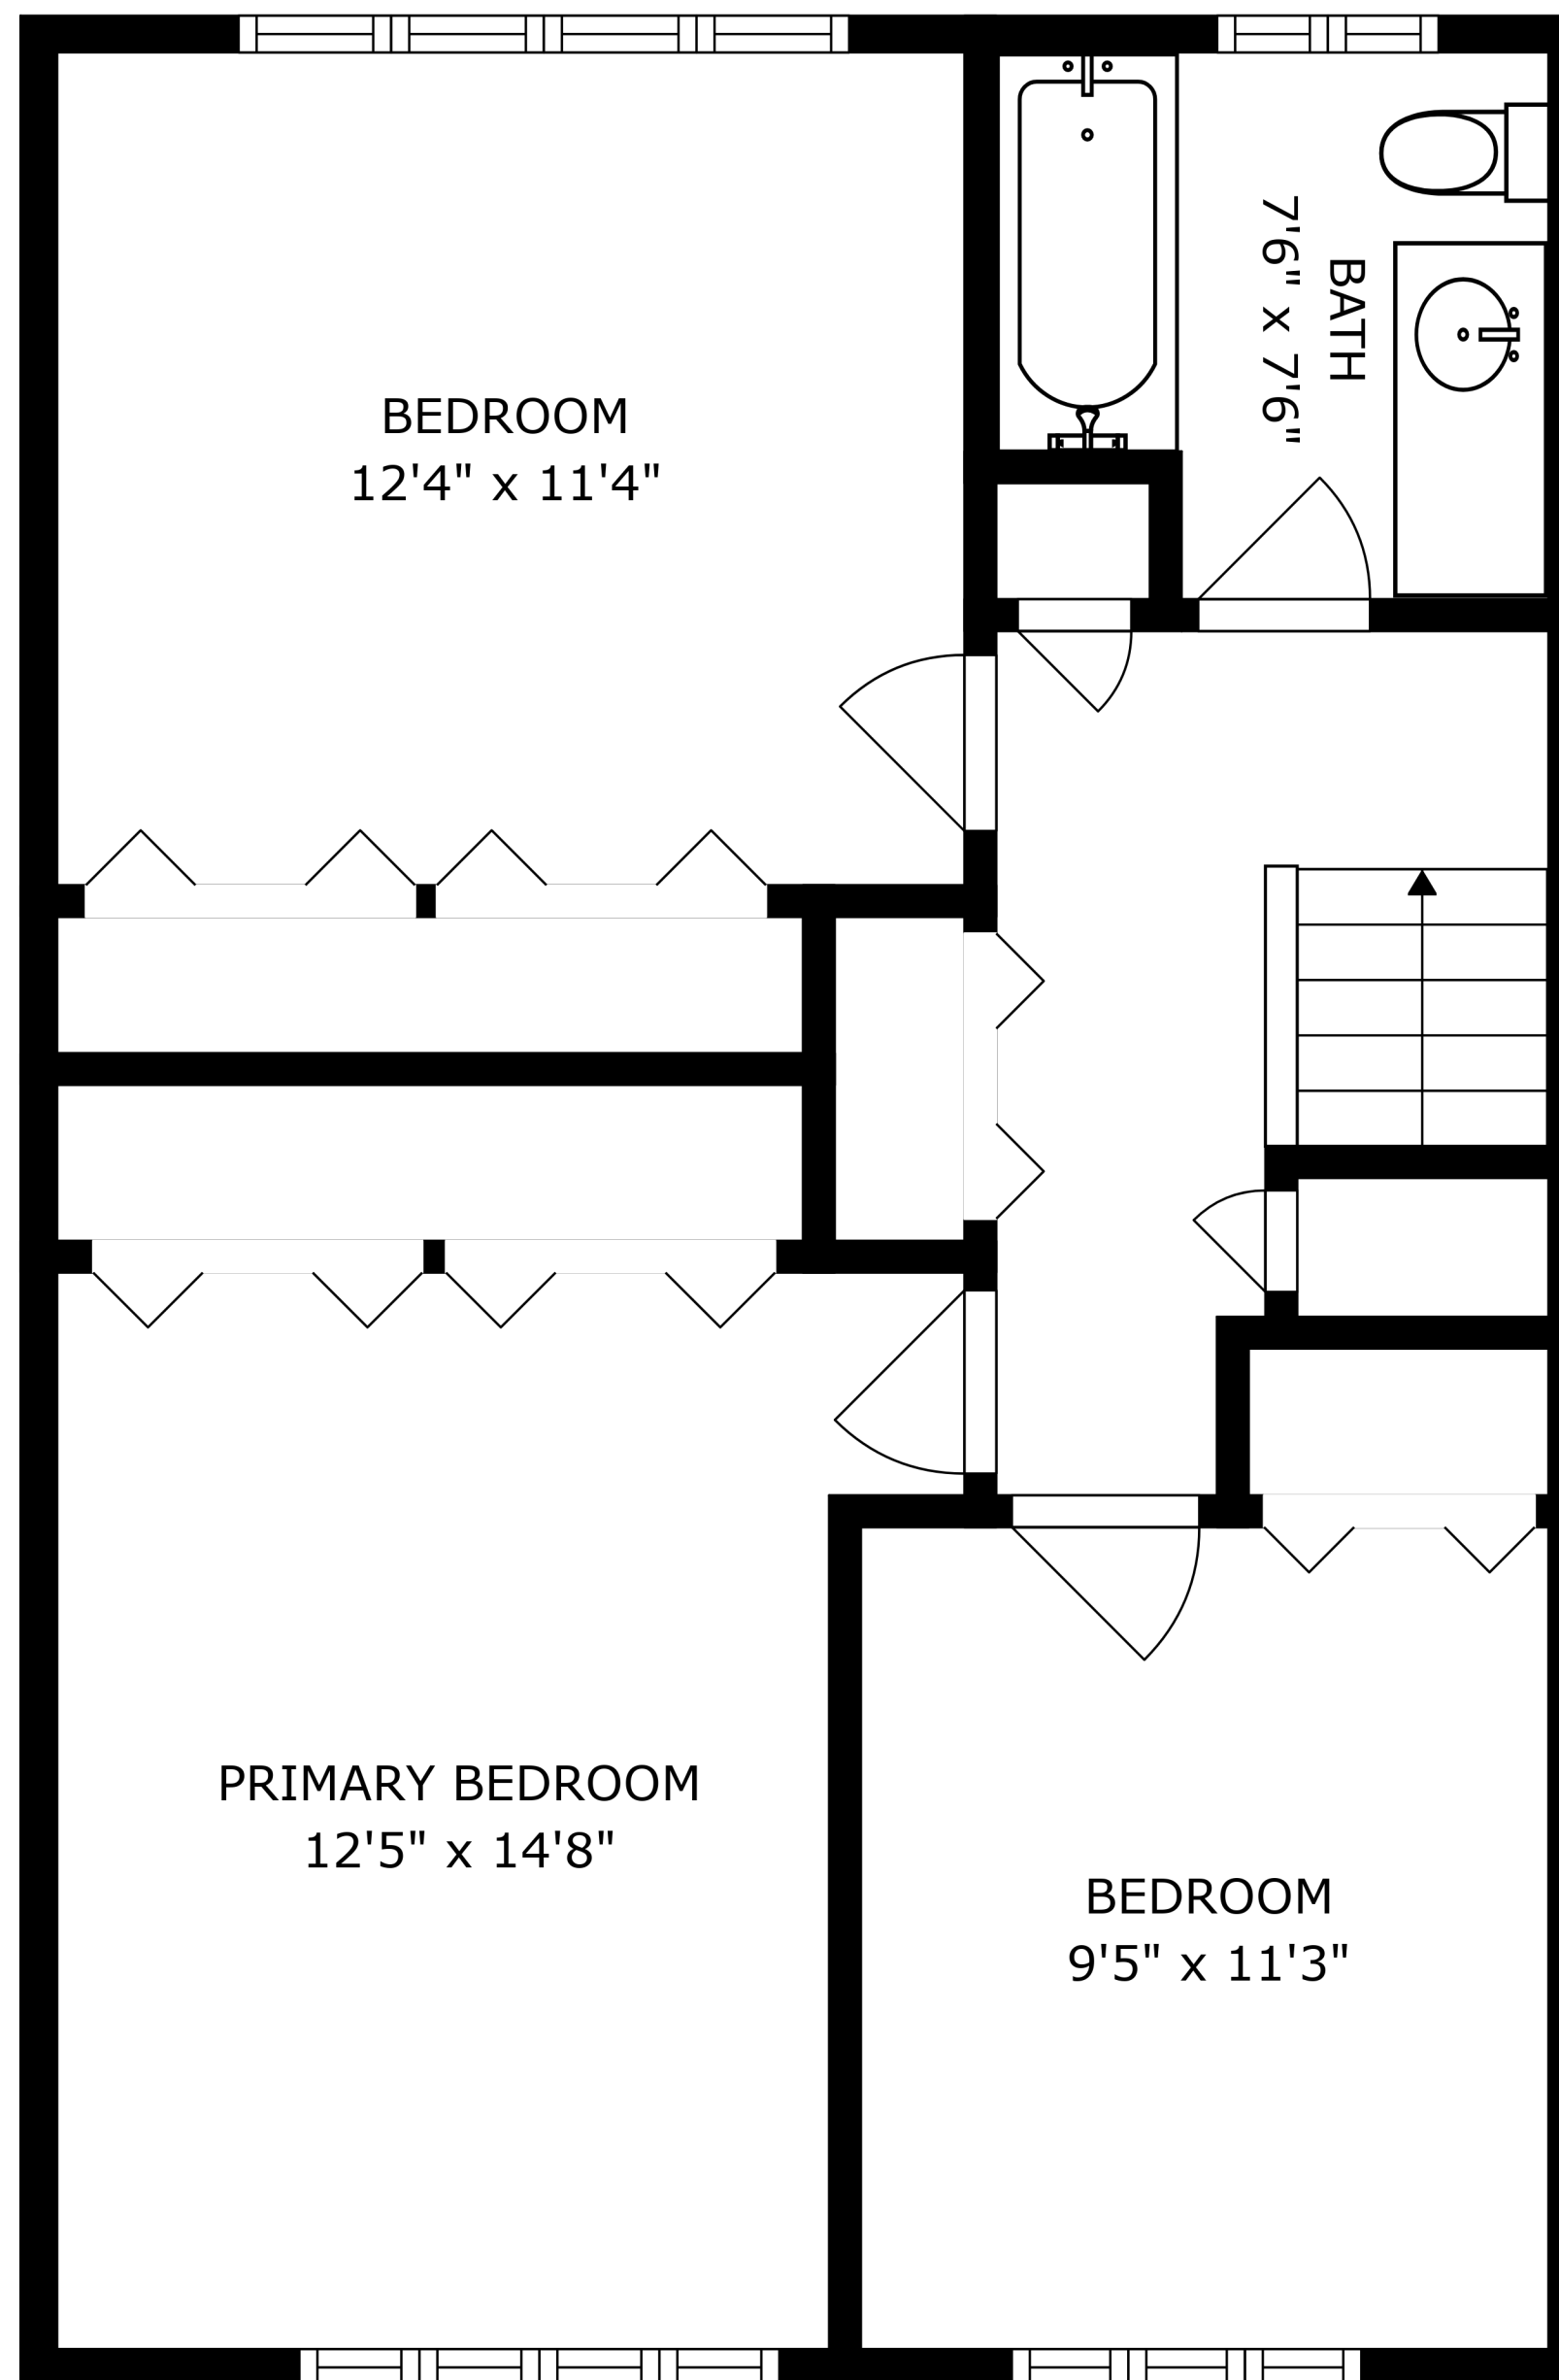 BEDROOM
12'4" x 11'4"
BATH
7'6" x 7'6"
PRIMARY BEDROOM
12'5" x 14'8"
BEDROOM
9'5" x 11'3"